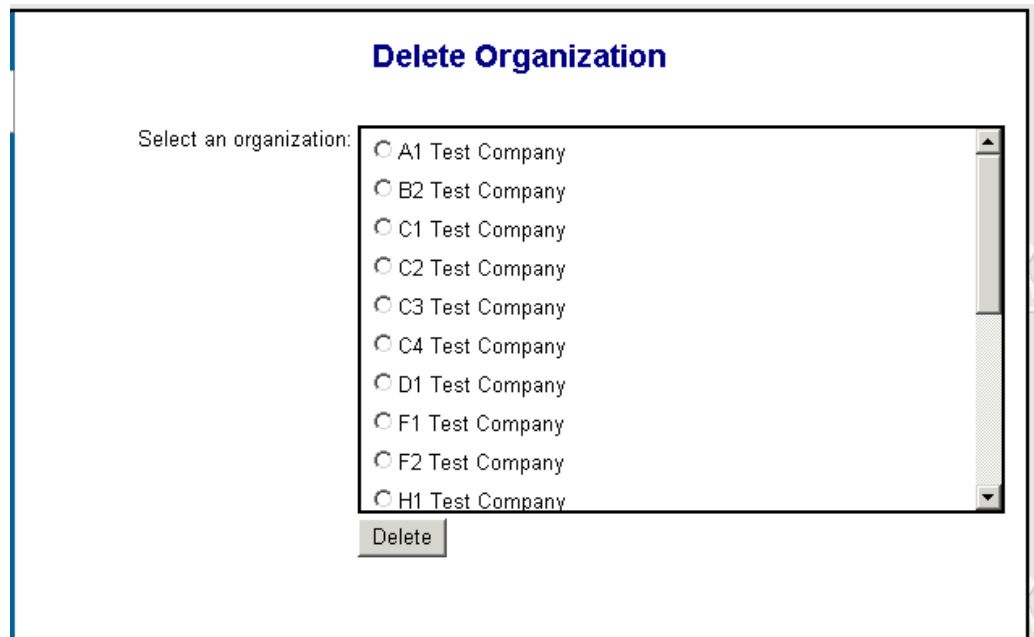 Delete Organization
Select an organization:
A1 Test Company
B2 Test Company
C1 Test Company
C2 Test Company
C3 Test Company
C4 Test Company
D1 Test Company
F1 Test Company
F2 Test Company
H1 Test Company
Delete